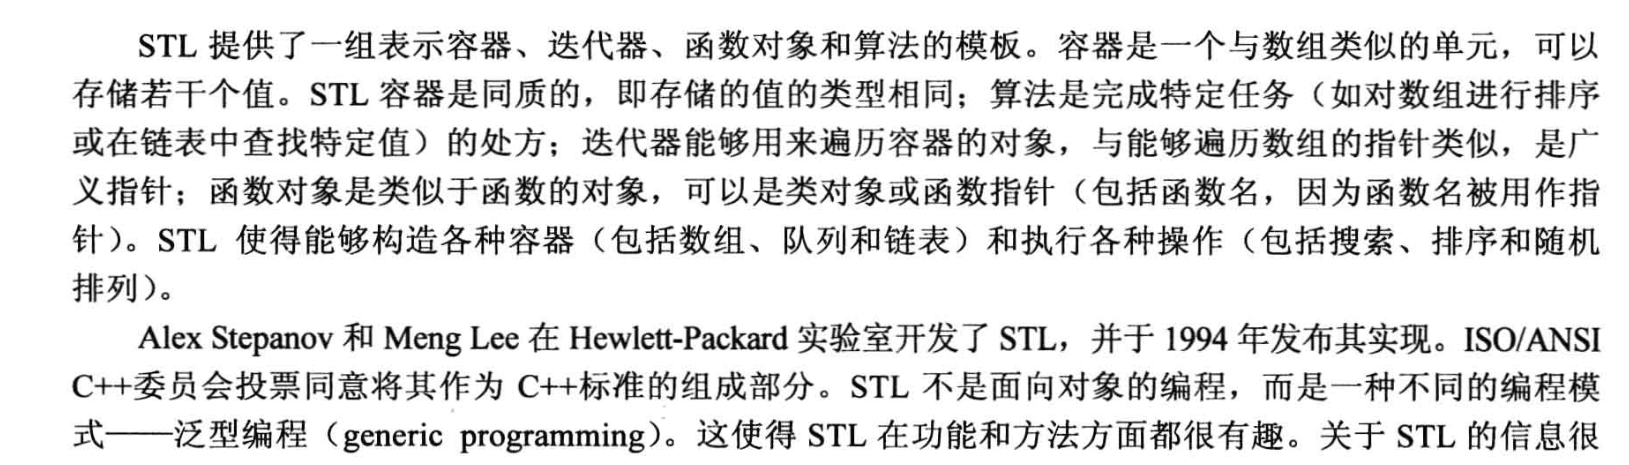 STL 提供了一组表示容器、迭代器、函数对象和算法的模板。容器是一个与数组类似的单元，可以
存储若干个值。STL 容器是同质的，即存储的值的类型相同；算法是完成特定任务（如对数组进行排序
或在链表中查找特定值）的处方；迭代器能够用来遍历容器的对象，与能够遍历数组的指针类似，是广
义指针；函数对象是类似于函数的对象，可以是类对象或函数指针（包括函数名，因为函数名被用作指
针）。STL 使得能够构造各种容器（包括数组、队列和链表）和执行各种操作（包括搜索、排序和随机
排列）。
Alex Stepanov 和 Meng Lee 在 Hewlett-Packard 实验室开发了 STL，并于 1994 年发布其实现。ISO/ANSI
C++委员会投票同意将其作为 C++标准的组成部分。STL 不是面向对象的编程，而是一种不同的编程模
式——泛型编程（generic programming）。这使得 STL 在功能和方法方面都很有趣。关于 STL 的信息很